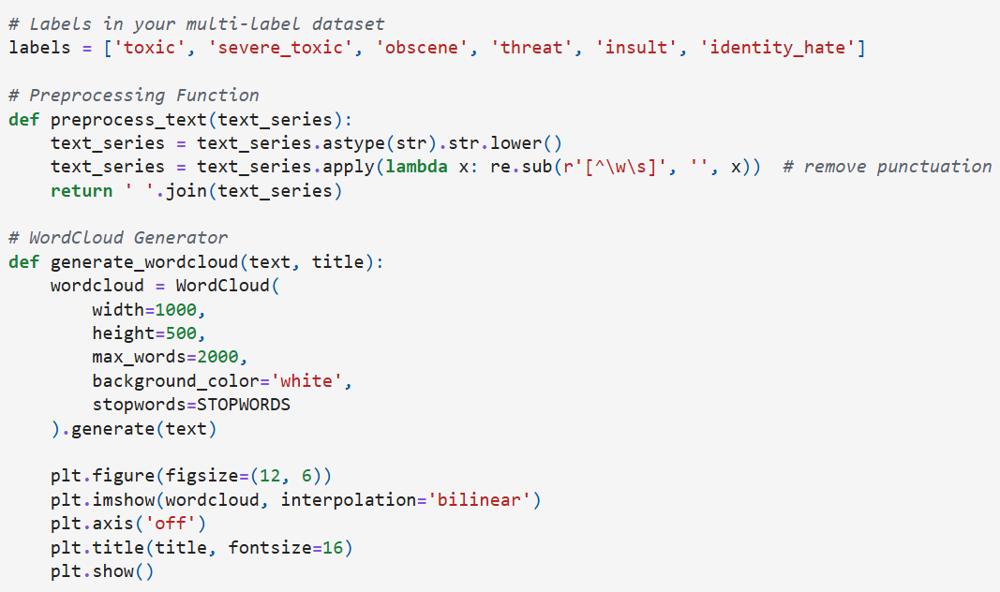 # Labels in your multi-label dataset
labels = ['toxic', 'severe_toxic', 'obscene', 'threat', 'insult', 'identity_hate']

# Preprocessing Function
def preprocess_text(text_series):
    text_series = text_series.astype(str).str.lower()
    text_series = text_series.apply(lambda x: re.sub(r'[^\w\s]', '', x))  # remove punctuation
    return ' '.join(text_series)

# WordCloud Generator
def generate_wordcloud(text, title):
    wordcloud = WordCloud(
        width=1000,
        height=500,
        max_words=2000,
        background_color='white',
        stopwords=STOPWORDS
    ).generate(text)

    plt.figure(figsize=(12, 6))
    plt.imshow(wordcloud, interpolation='bilinear')
    plt.axis('off')
    plt.title(title, fontsize=16)
    plt.show()